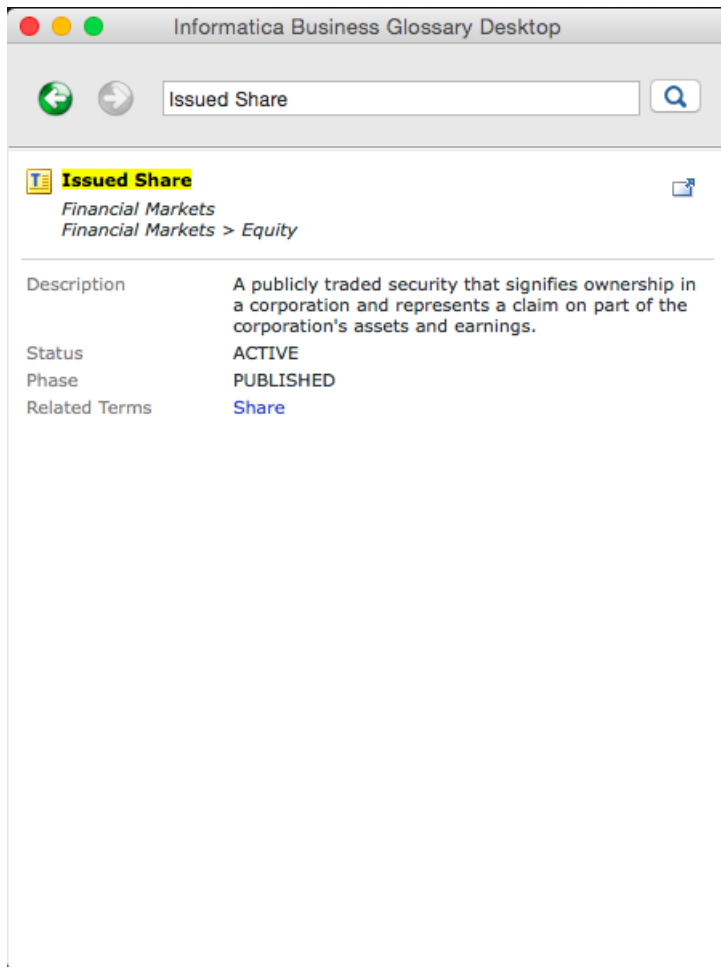 Informatica Business Glossary Desktop
Issued Share
Issued Share
Financial Markets
Financial Markets > Equity
Description A publicly traded security that signifies ownership in
a corporation and represents a claim on part of the
corporation's assets and earnings.
Status ACTIVE
Phase PUBLISHED
Related Terms Share